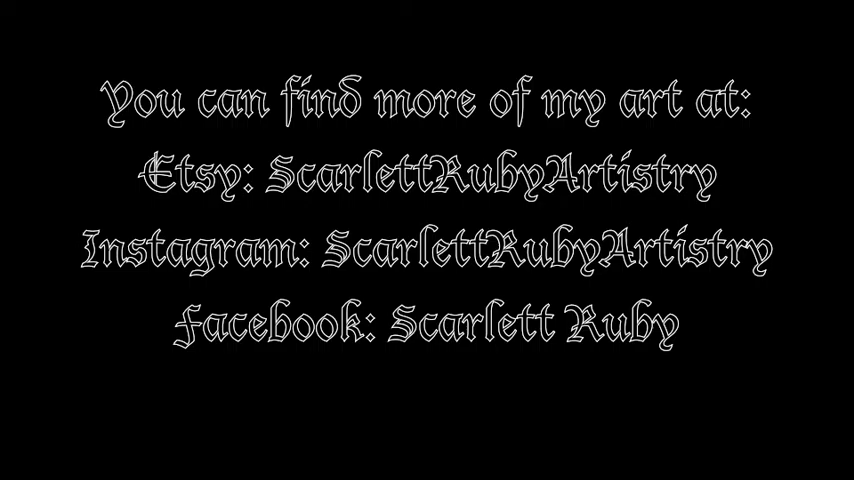 You can find more of my art at:
Etsy: ScarlettRubyArtistry
Instagram: ScarlettRubyArtistry
Facebook: Scarlett Ruby